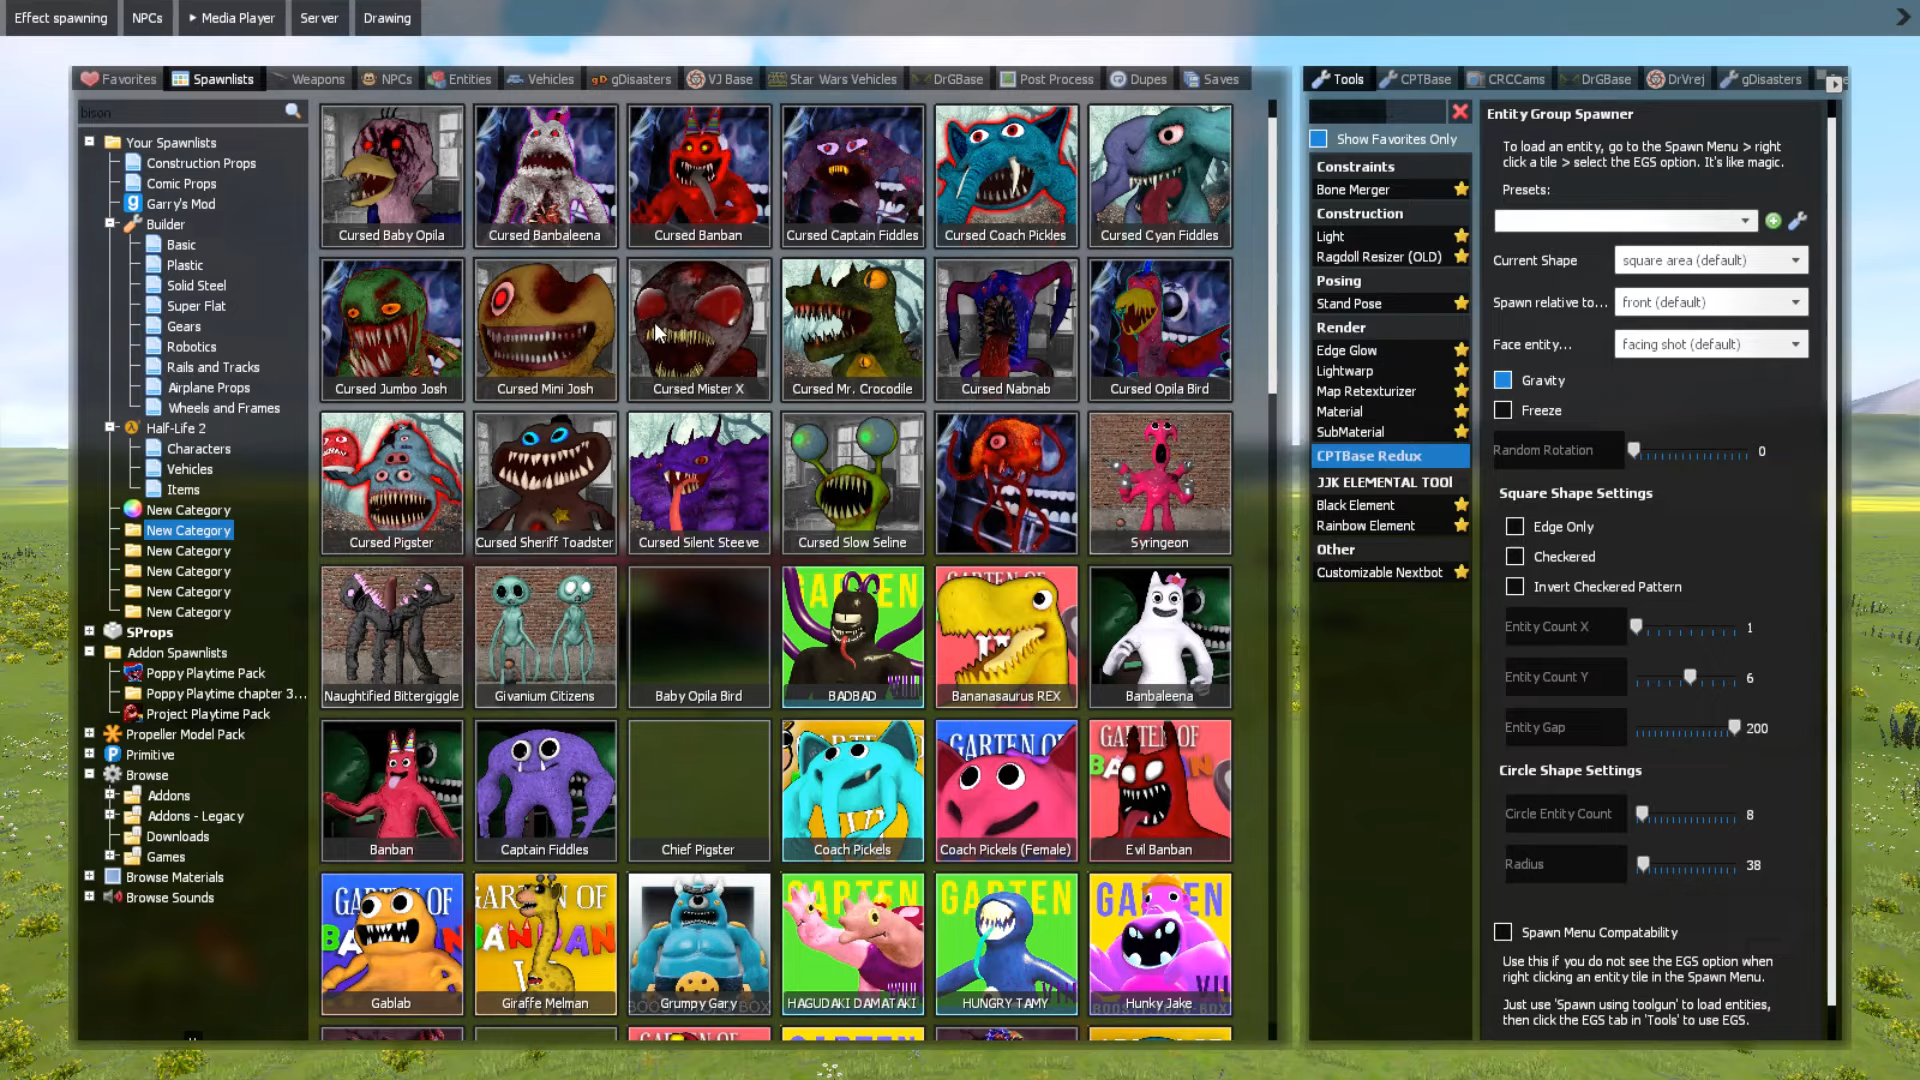 Effect spawning
NPCs
Media Player
Server
Drawing
Favorites
Spawnlists
Weapons
NPCs
Entities
Vehicles
gDisasters
VJ Base
Star Wars Vehicles
DrGBase
Post Process
Dupes
Saves
Tools
CPTBase
CRCCams
DrGBase
DrVrej
gDisasters
bison
Your Spawnlists
Construction Props
Comic Props
Garry's Mod
Builder
Basic
Plastic
Solid Steel
Super Flat
Gears
Robotics
Rails and Tracks
Airplane Props
Wheels and Frames
Half-Life 2
Characters
Vehicles
Items
New Category
New Category
New Category
New Category
New Category
New Category
SProps
Addon Spawnlists
Poppy Playtime Pack
Poppy Playtime chapter 3...
Project Playtime Pack
Propeller Model Pack
Primitive
Browse
Addons
Addons - Legacy
Downloads
Games
Browse Materials
Browse Sounds
Cursed Baby Opila
Cursed Banbaleena
Cursed Banban
Cursed Captain Fiddles
Cursed Coach Pickles
Cursed Cyan Fiddles
Cursed Jumbo Josh
Cursed Mini Josh
Cursed Mister X
Cursed Mr. Crocodile
Cursed Nabnab
Cursed Opila Bird
Cursed Pigster
Cursed Sheriff Toadster
Cursed Silent Steeve
Cursed Slow Seline
Syringeon
Naughtified Bittergiggle
Givanium Citizens
Baby Opila Bird
GARTEN
BADBAD
GARTEN OF
Bananasaurus REX
Banbaleena
Banban
Captain Fiddles
Chief Pigster
Coach Pickels
GARTEN OF
Coach Pickels (Female)
GARTEN OF
Evil Banban
Gablab
Giraffe Melman
Grumpy Gary
GARTEN
HAGUDAKI DAMATAKI
GARTEN
HUNGRY TAMY
Hunky Jake
Show Favorites Only
Constraints
Bone Merger
Construction
Light
Ragdoll Resizer (OLD)
Posing
Stand Pose
Render
Edge Glow
Lightwarp
Map Retexturizer
Material
SubMaterial
CPTBase Redux
JJK ELEMENTAL TOOl
Black Element
Rainbow Element
Other
Customizable Nextbot
Entity Group Spawner
To load an entity, go to the Spawn Menu > right
click a tile > select the EGS option. It's like magic.
Presets:
Current Shape
square area (default)
Spawn relative to...
front (default)
Face entity...
facing shot (default)
Gravity
Freeze
Random Rotation
0
Square Shape Settings
Edge Only
Checkered
Invert Checkered Pattern
Entity Count X
1
Entity Count Y
6
Entity Gap
200
Circle Shape Settings
Circle Entity Count
8
Radius
38
Spawn Menu Compatability
Use this if you do not see the EGS option when
right clicking an entity tile in the Spawn Menu.
Just use 'Spawn using toolgun' to load entities,
then click the EGS tab in 'Tools' to use EGS.